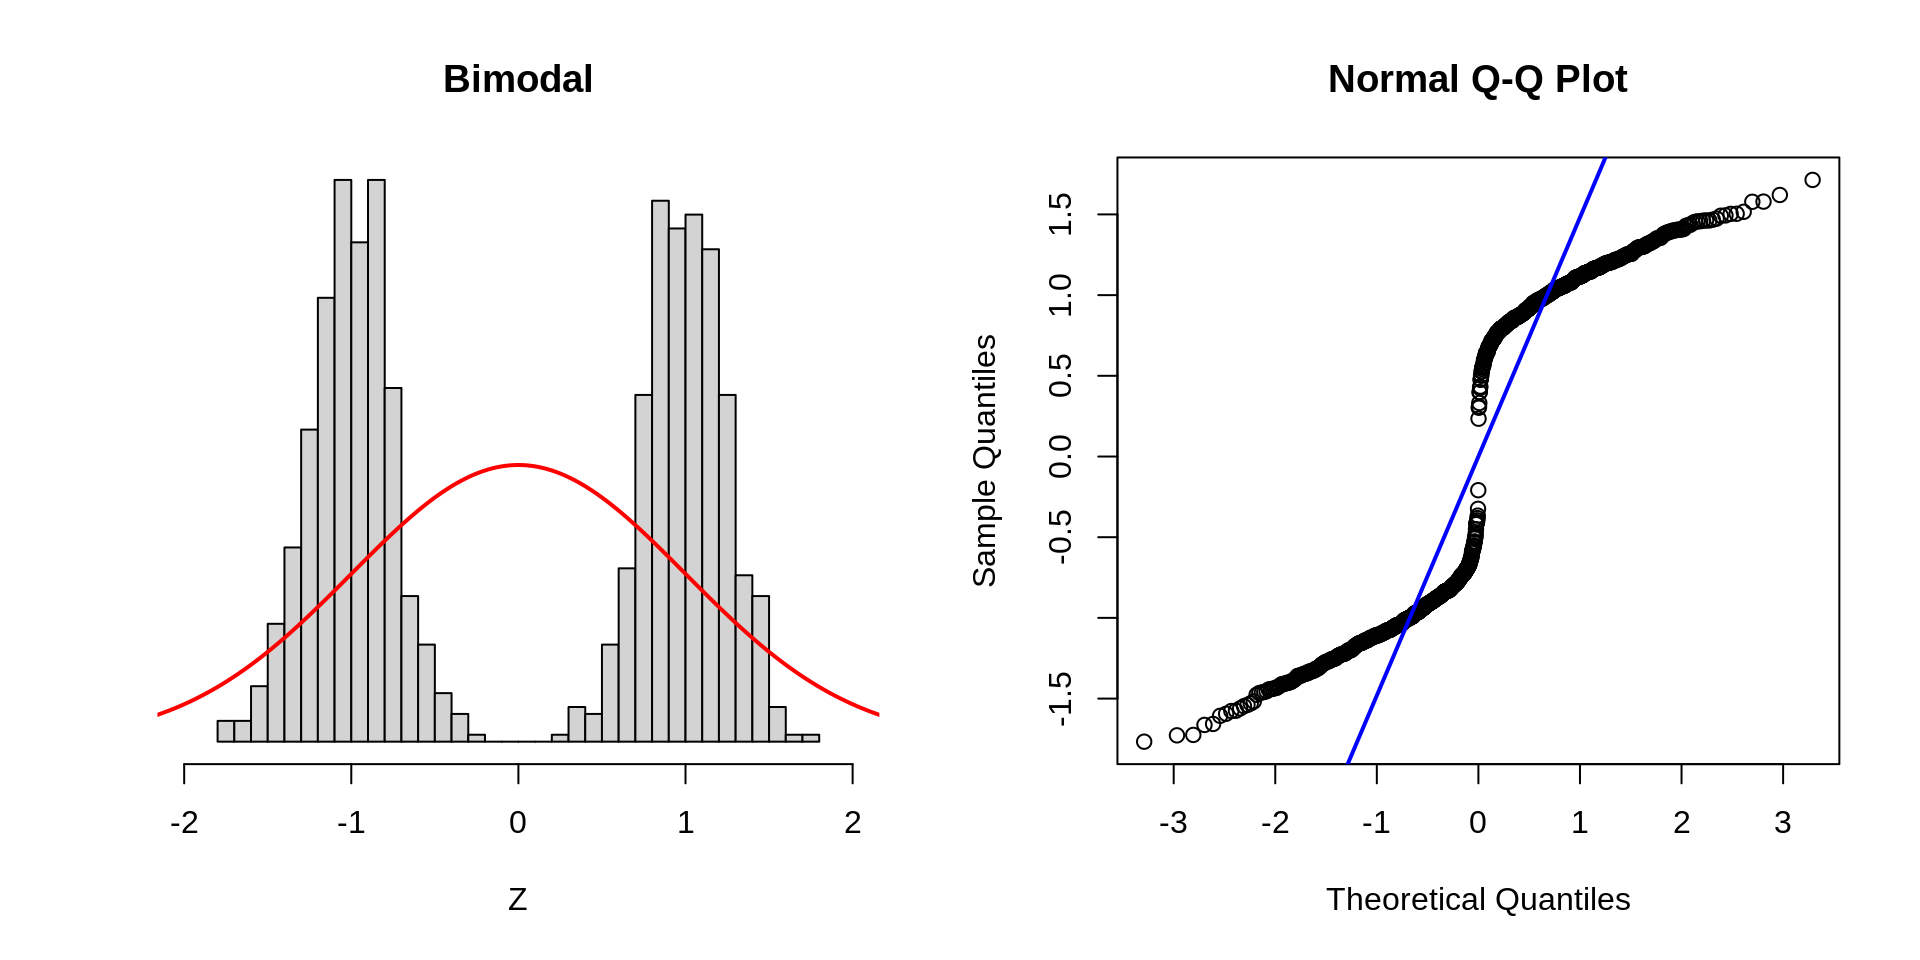 Bimodal
-2 -1 0 1 2
Z
Normal Q-Q Plot
Sample Quantiles
1.5
1.0
0.5
0.0
-0.5
-1.5
-3 -2 -1 0 1 2 3
Theoretical Quantiles